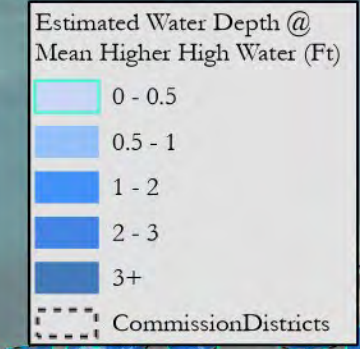 Estimated Water Depth @
Mean Higher High Water (Ft)
0 - 0.5
0.5 - 1
1 - 2
2 - 3
3+
CommissionDistricts